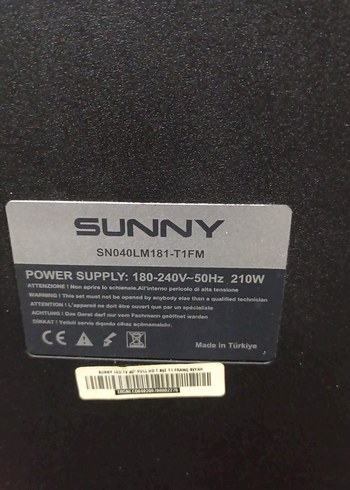 SUNNY
SN040LM181-T1FM
POWER SUPPLY: 180-240V~50Hz 210W
ATTENZIONE ! Non aprire lo schienale.All'interno pericolo di alta tensione
WARNING ! This set must not be opened by anybody else than a qualified technician
ATTENTION ! L'appareil ne doit être ouvert que par un spécialiste
ACHTUNG ! Das Gerat darf nur vom Fachmann geöffnet werden
DİKKAT ! Yetkili servis dışında cihaz açılmamalıdır.
CE
Made in Türkiye